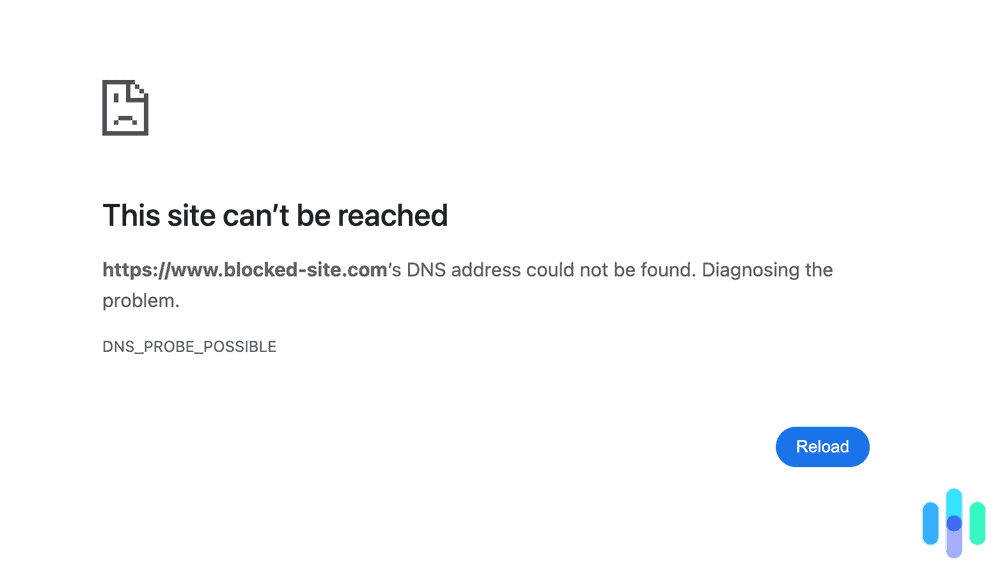 This site can’t be reached
https://www.blocked-site.com’s DNS address could not be found. Diagnosing the
problem.
DNS_PROBE_POSSIBLE
Reload